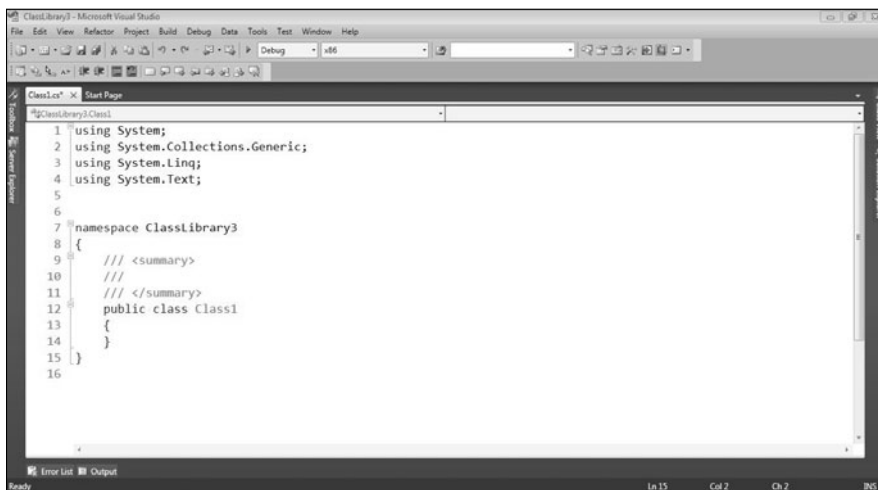 ClassLibrary3 - Microsoft Visual Studio
File Edit View Refactor Project Build Debug Data Tools Test Window Help
Debug x86
Class1.cs* X Start Page
ClassLibrary3.Class1
1 using System;
2 using System.Collections.Generic;
3 using System.Linq;
4 using System.Text;
5
6
7 namespace ClassLibrary3
8 {
9 /// <summary>
10 ///
11 /// </summary>
12 public class Class1
13 {
14 }
15 }
16
Toolbox
Server Explorer
Error List Output
Ready Ln 15 Col 2 Ch 2 INS